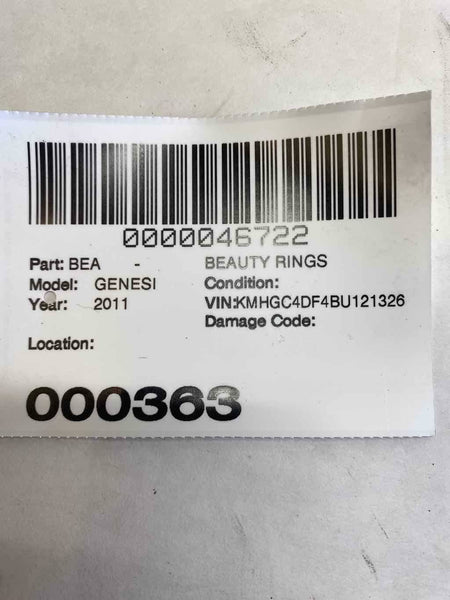 0000046722
Part: BEA - BEAUTY RINGS
Model: GENESI Condition:
Year: 2011 VIN:KMHGC4DF4BU121326
Damage Code:
Location:
000363